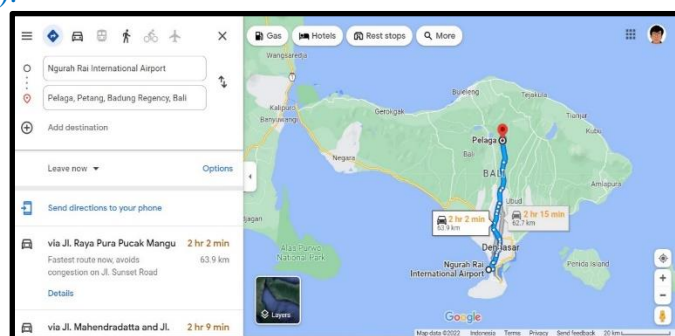 ):
Gas
Hotels
Rest stops
More
Ngurah Rai International Airport
Pelaga, Petang, Badung Regency, Bali
Add destination
Leave now
Options
Send directions to your phone
via Jl. Raya Pura Pucak Mangu 2 hr 2 min
Fastest route now, avoids 63.9 km
congestion on Jl. Sunset Road
Details
via Jl. Mahendradatta and Jl. 2 hr 9 min
Wangsaredja
Kalipuro
Banyuwangi
Gerokgak
Buleleng
Tejakula
Tianyar
Kubu
Pelaga
Negara
Bali
BALI
Amlapura
Ubud
2 hr 2 min
63.9 km
2 hr 15 min
62.7 km
Alas Purwo
National Park
Denpasar
Ngurah Rai
International Airport
Penida Island
Layers
Google
Map data ©2022 Indonesia Terms Privacy Send feedback 20 km